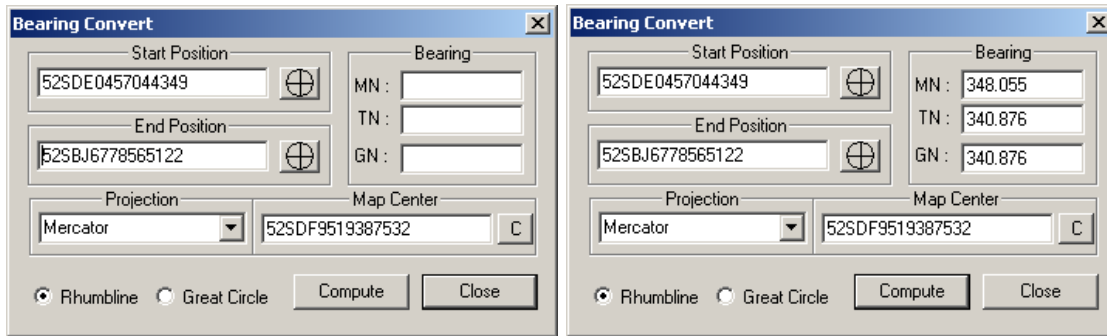 Bearing Convert
Start Position
Bearing
52SDE0457044349
MN :
TN :
End Position
52SBJ6778565122
GN :
Projection
Map Center
Mercator
52SDF9519387532
C
Rhumbline
Great Circle
Compute
Close
Bearing Convert
Start Position
Bearing
52SDE0457044349
MN : 348.055
TN : 340.876
End Position
52SBJ6778565122
GN : 340.876
Projection
Map Center
Mercator
52SDF9519387532
C
Rhumbline
Great Circle
Compute
Close